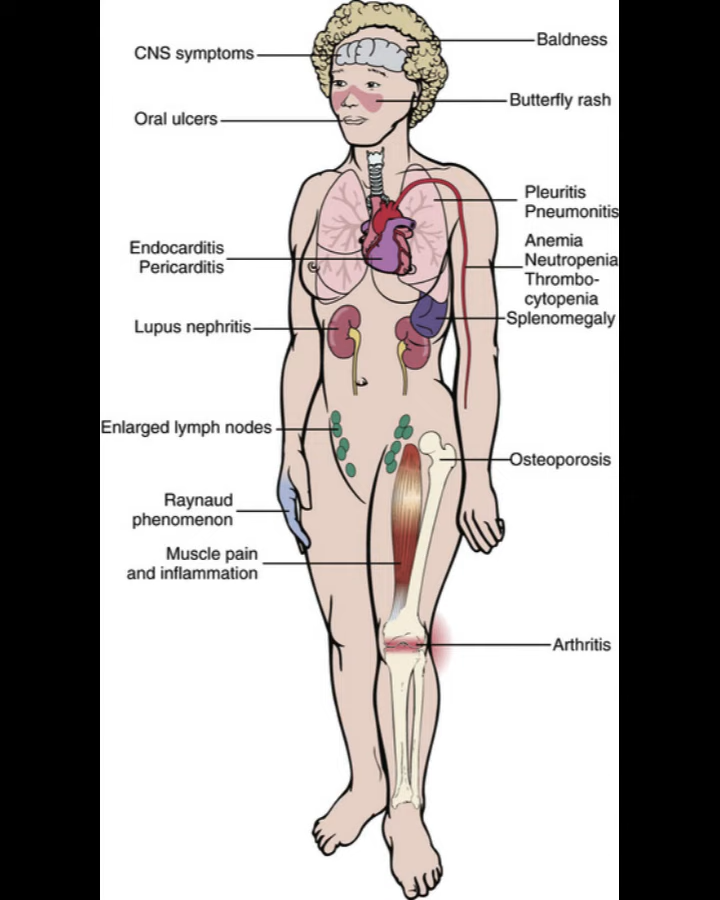 Baldness
CNS symptoms
Butterfly rash
Oral ulcers
Pleuritis
Pneumonitis
Anemia
Neutropenia
Thrombo-
cytopenia
Endocarditis
Pericarditis
Splenomegaly
Lupus nephritis
Enlarged lymph nodes
Osteoporosis
Raynaud
phenomenon
Muscle pain
and inflammation
Arthritis